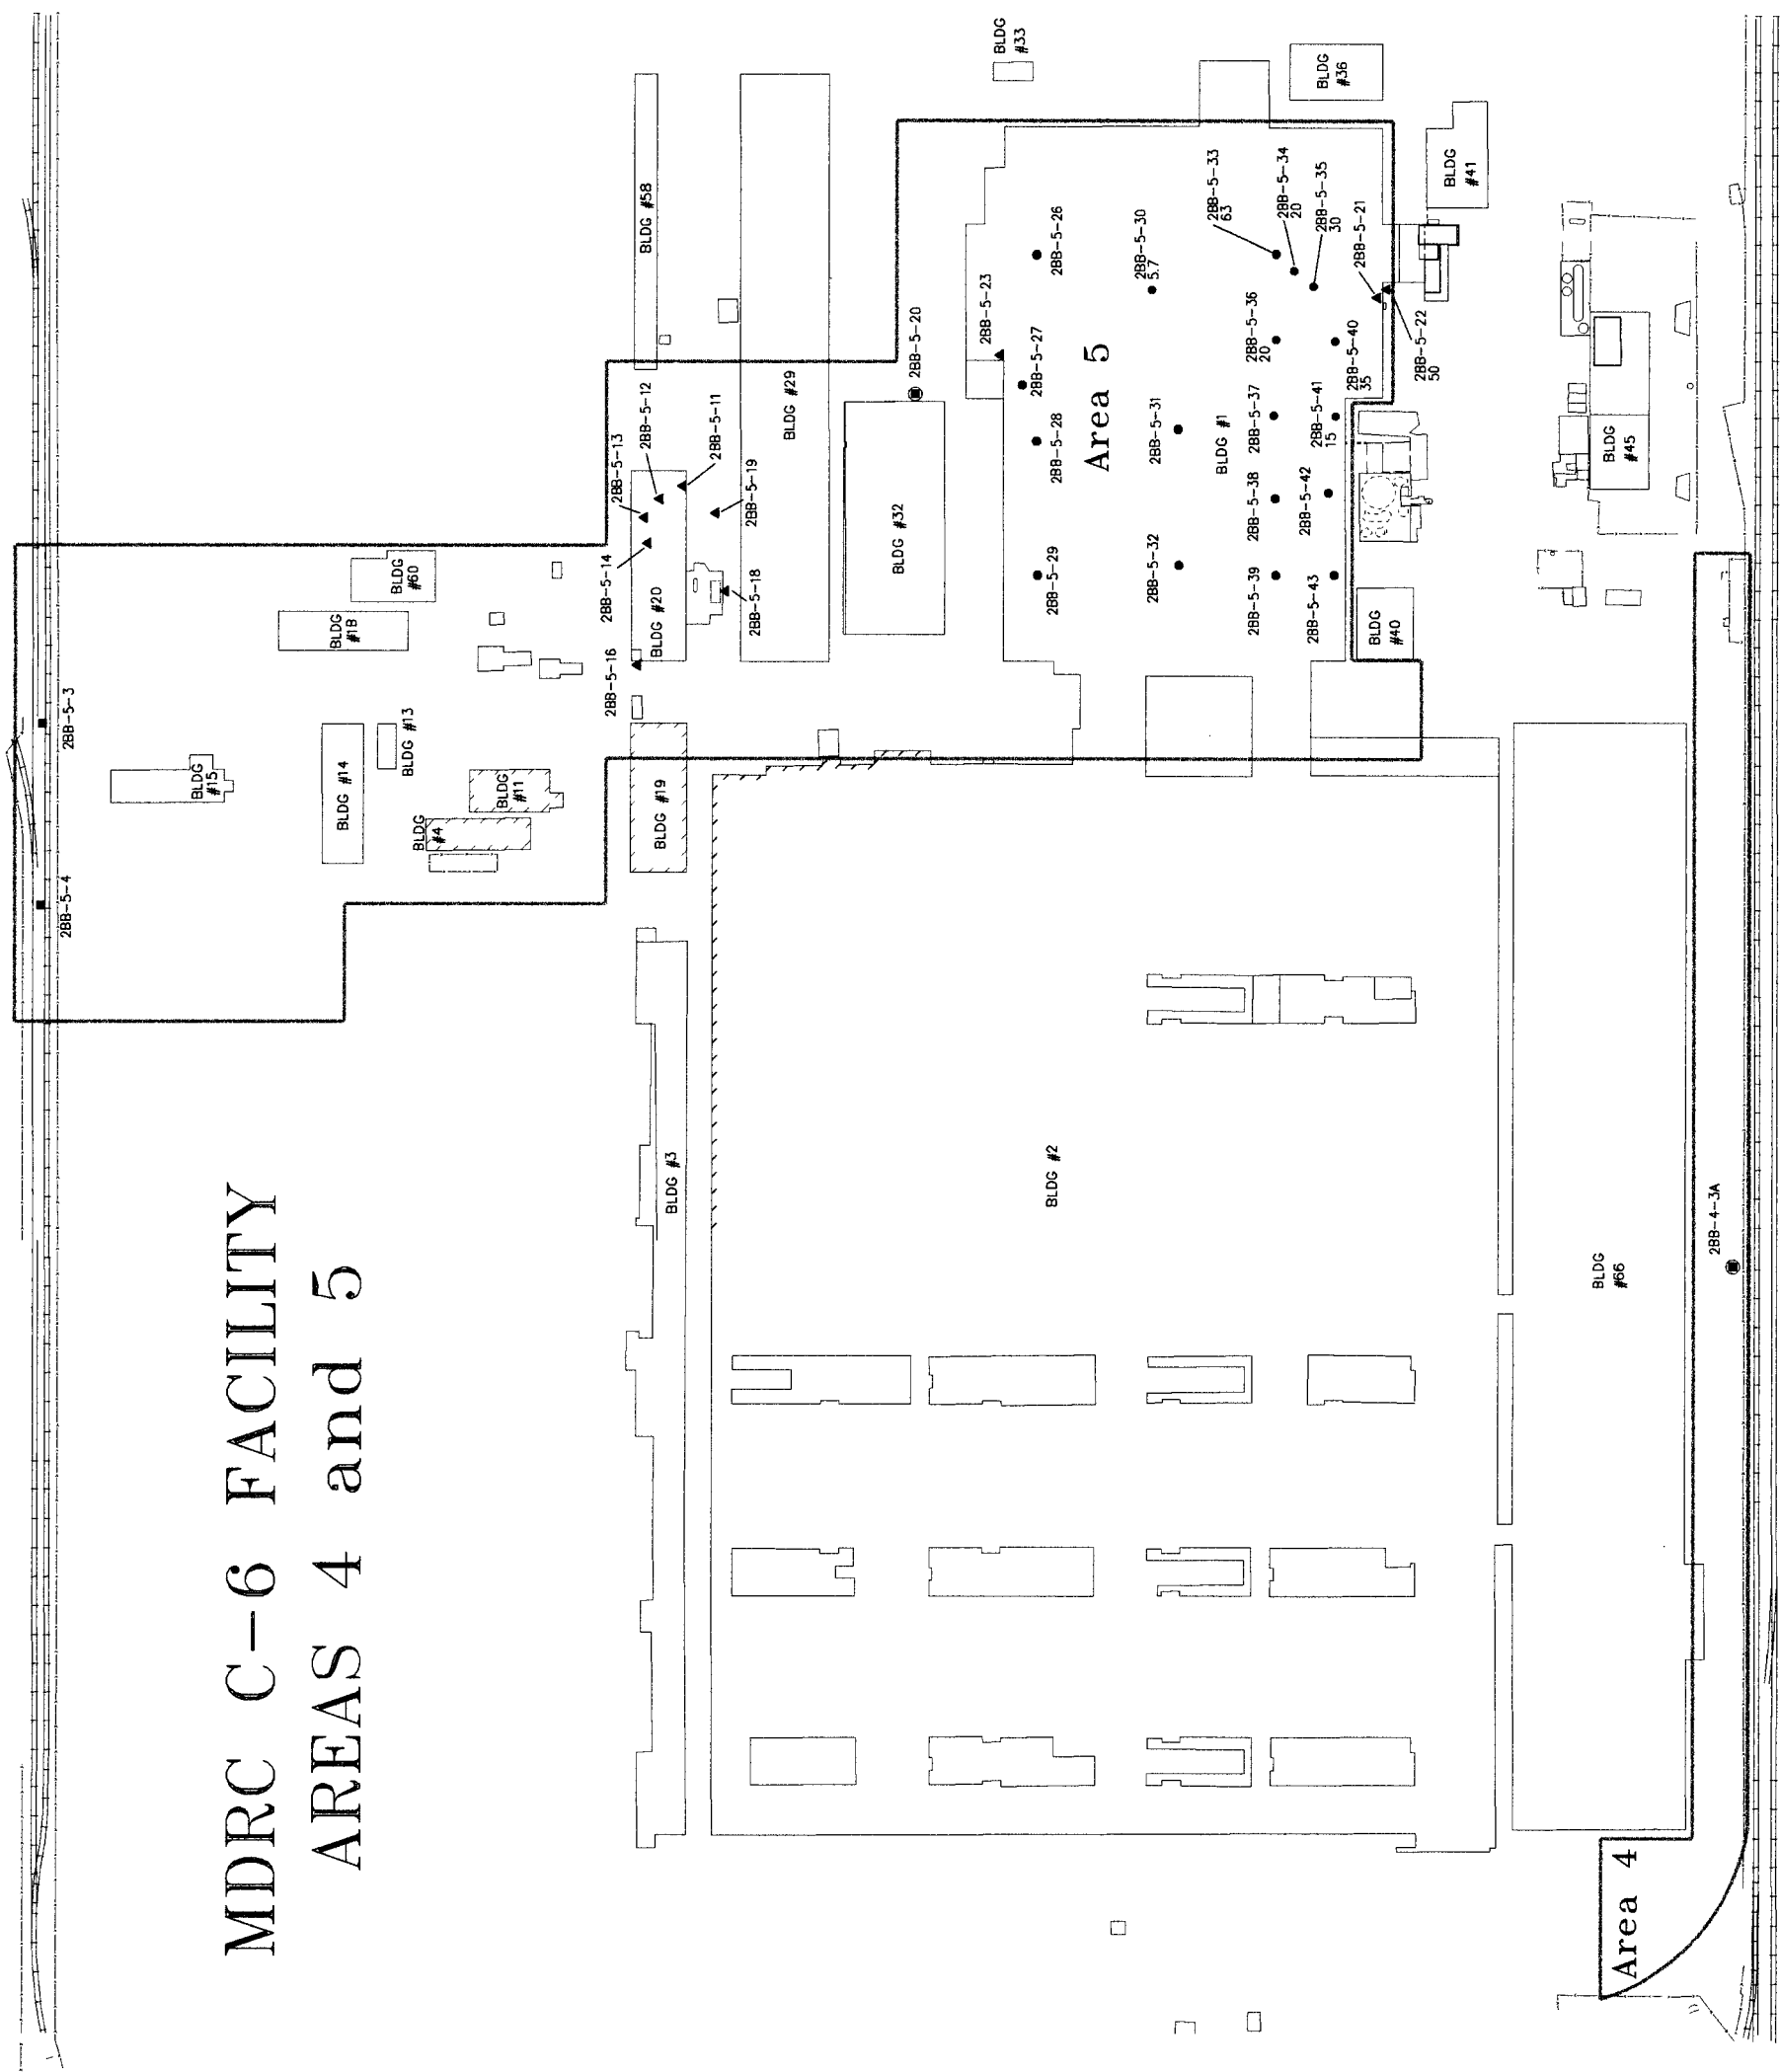 MDRC C-6 FACILITY
AREAS 4 and 5
2BB-5-4
2BB-5-3
BLDG
#15
BLDG #14
BLDG #13
BLDG
#4
BLDG
#11
BLDG
#18
BLDG
#60
BLDG #19
2BB-5-16
BLDG #20
2BB-5-14
2BB-5-13
2BB-5-12
2BB-5-11
2BB-5-19
2BB-5-18
BLDG #58
BLDG #29
BLDG #32
2BB-5-20
BLDG
#33
BLDG
#36
BLDG
#41
2BB-5-23
2BB-5-26
2BB-5-27
2BB-5-28
2BB-5-29
Area 5
2BB-5-30
5.7
2BB-5-31
2BB-5-32
BLDG #1
2BB-5-33
63
2BB-5-34
20
2BB-5-35
30
2BB-5-36
20
2BB-5-37
2BB-5-38
2BB-5-39
2BB-5-40
35
2BB-5-41
15
2BB-5-42
2BB-5-43
2BB-5-21
2BB-5-22
50
BLDG
#40
BLDG
#45
BLDG #3
BLDG #2
BLDG
#66
2BB-4-3A
Area 4